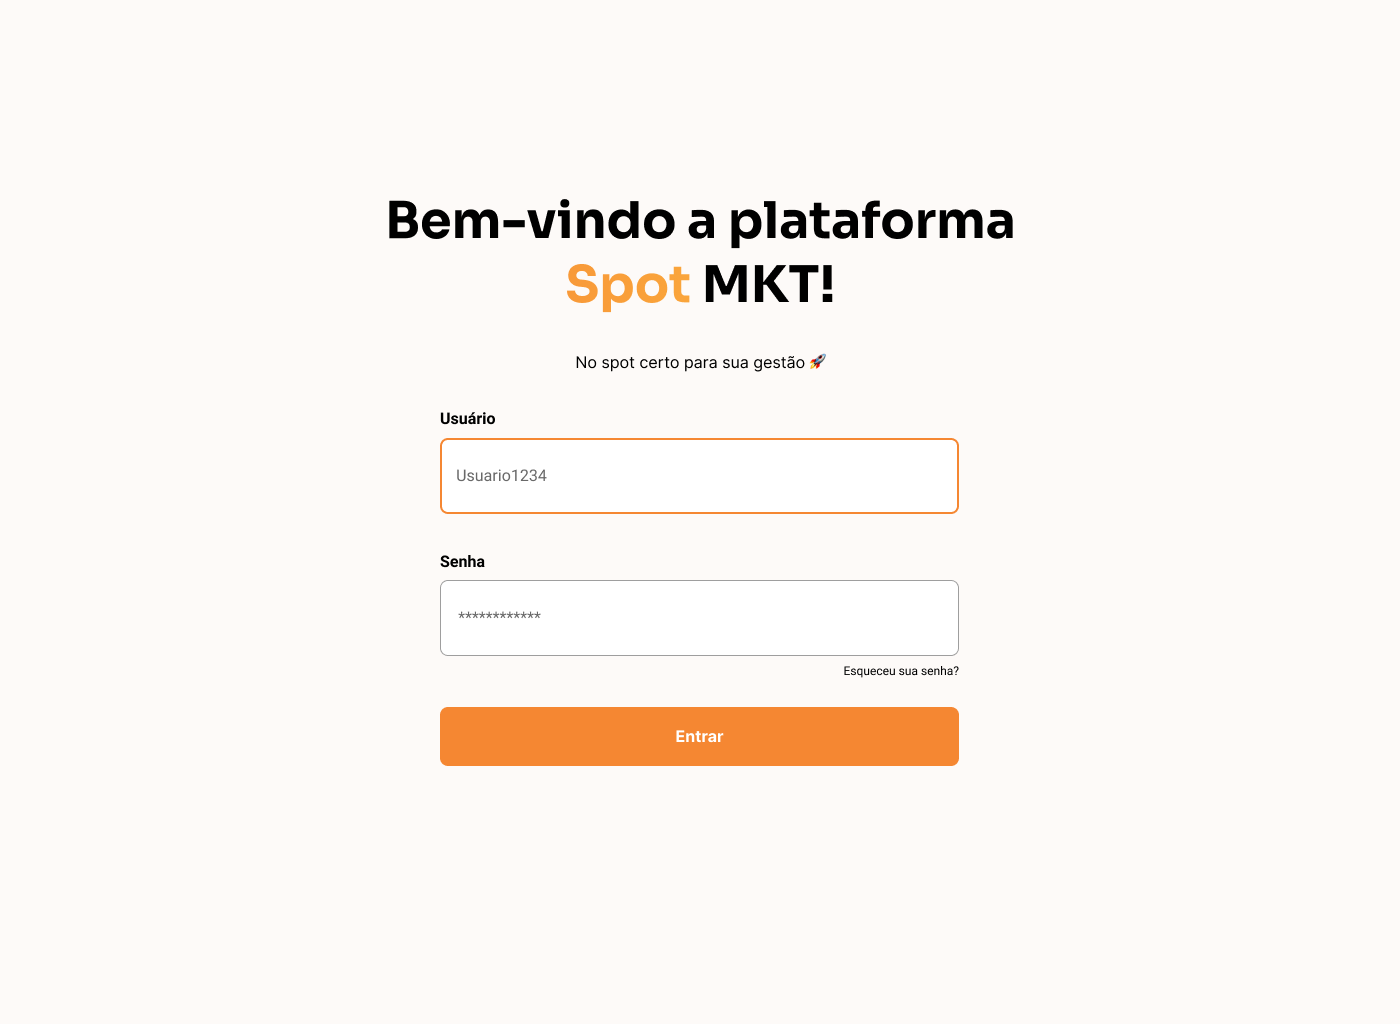 Bem-vindo a plataforma
Spot MKT!
No spot certo para sua gestão 🚀
Usuário
Usuario1234
Senha
************
Esqueceu sua senha?
Entrar